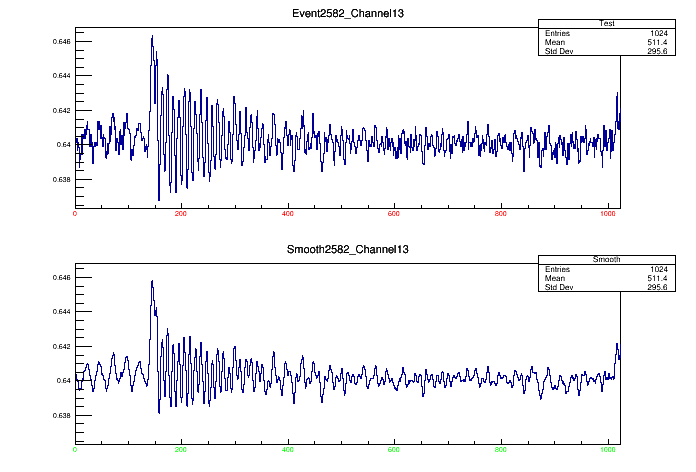 Event2582_Channel13
Test
Entries 1024
Mean 511.4
Std Dev 295.6
0.646
0.644
0.642
0.64
0.638
0 200 400 600 800 1000
Smooth2582_Channel13
Smooth
Entries 1024
Mean 511.4
Std Dev 295.6
0.646
0.644
0.642
0.64
0.638
0 200 400 600 800 1000